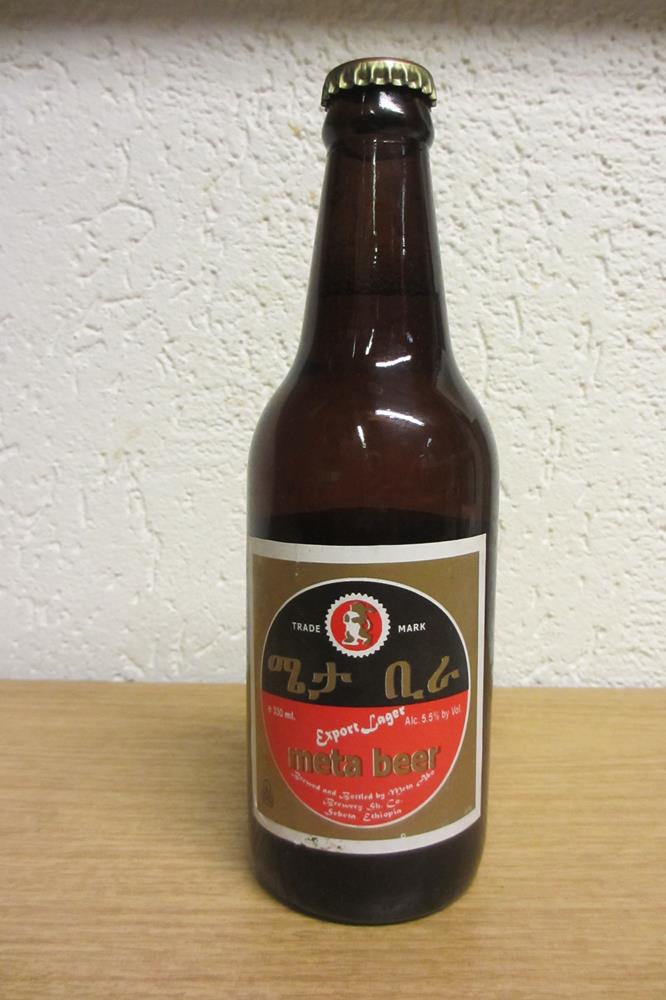 TRADE MARK
ሜታ ቢራ
e 330 ml.
Export Lager
Alc. 5.5% by Vol.
meta beer
Brewed and Bottled by Meta Abo
Brewery Sh. Co.
Sebeta, Ethiopia